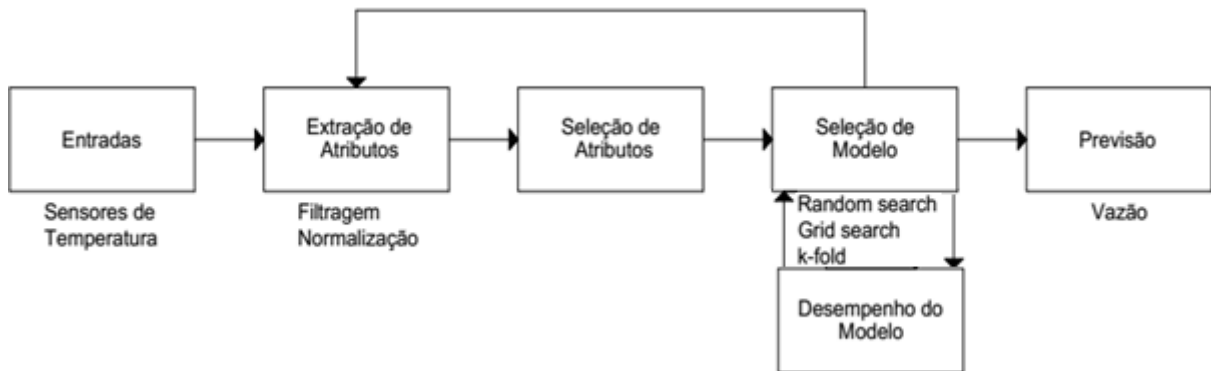 Entradas
Sensores de
Temperatura
Extração de
Atributos
Filtragem
Normalização
Seleção de
Atributos
Seleção de
Modelo
Random search
Grid search
k-fold
Desempenho do
Modelo
Previsão
Vazão